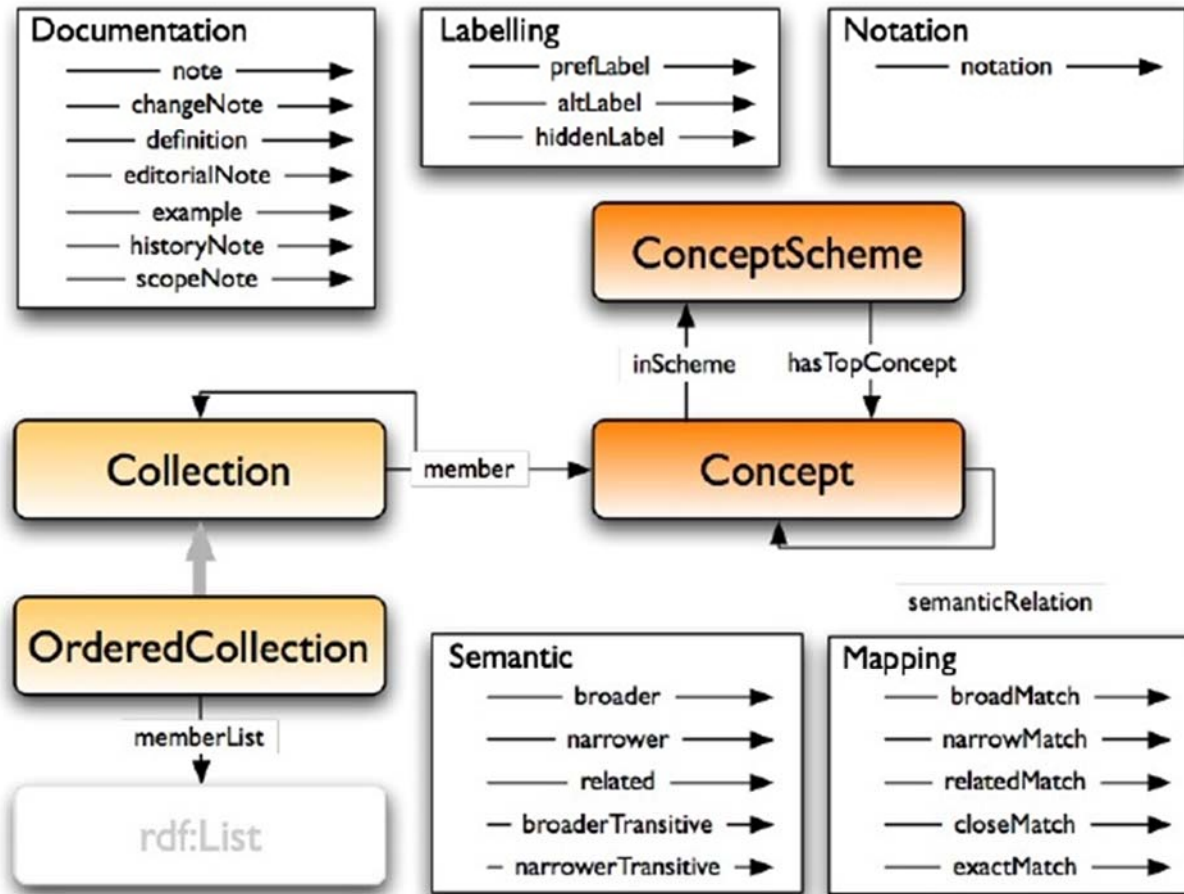 Documentation
note
changeNote
definition
editorialNote
example
historyNote
scopeNote
Labelling
prefLabel
altLabel
hiddenLabel
Notation
notation
ConceptScheme
inScheme
hasTopConcept
Collection
member
Concept
semanticRelation
OrderedCollection
memberList
rdf:List
Semantic
broader
narrower
related
broaderTransitive
narrowerTransitive
Mapping
broadMatch
narrowMatch
relatedMatch
closeMatch
exactMatch